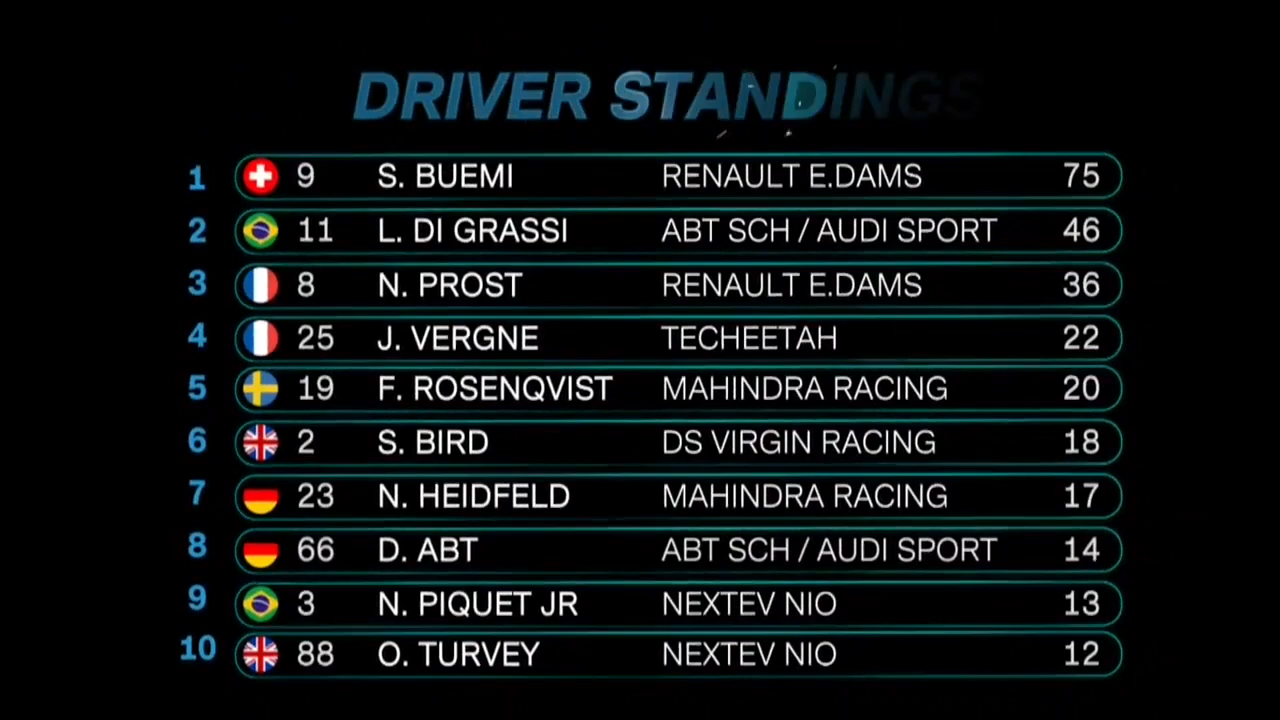 DRIVER STANDINGS
1 9 S. BUEMI RENAULT E.DAMS 75
2 11 L. DI GRASSI ABT SCH / AUDI SPORT 46
3 8 N. PROST RENAULT E.DAMS 36
4 25 J. VERGNE TECHEETAH 22
5 19 F. ROSENQVIST MAHINDRA RACING 20
6 2 S. BIRD DS VIRGIN RACING 18
7 23 N. HEIDFELD MAHINDRA RACING 17
8 66 D. ABT ABT SCH / AUDI SPORT 14
9 3 N. PIQUET JR NEXTEV NIO 13
10 88 O. TURVEY NEXTEV NIO 12